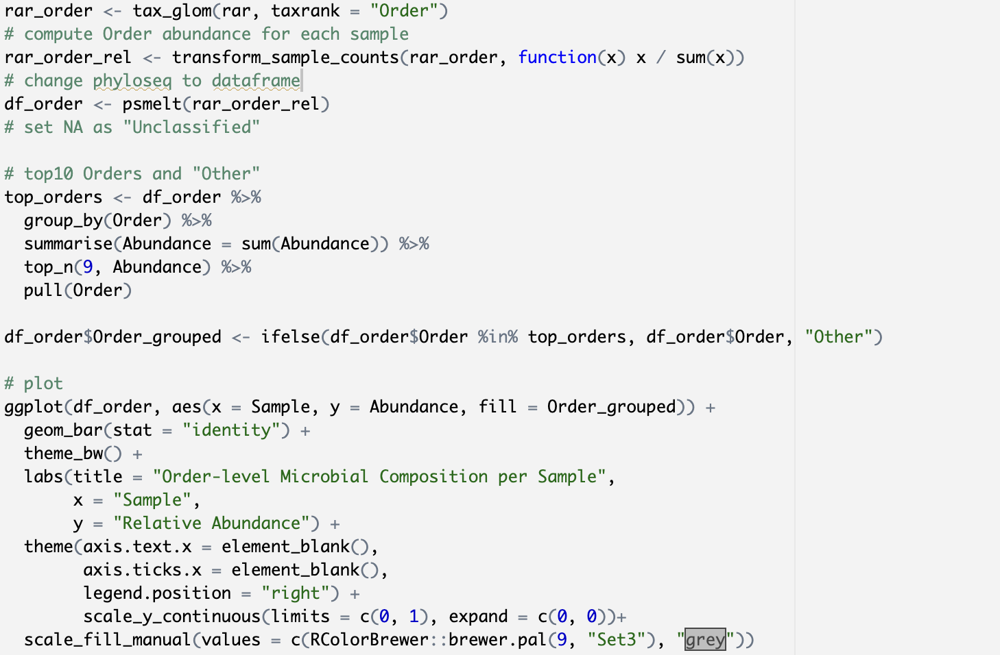 rar_order <- tax_glom(rar, taxrank = "Order")
# compute Order abundance for each sample
rar_order_rel <- transform_sample_counts(rar_order, function(x) x / sum(x))
# change phyloseq to dataframe
df_order <- psmelt(rar_order_rel)
# set NA as "Unclassified"

# top10 Orders and "Other"
top_orders <- df_order %>%
  group_by(Order) %>%
  summarise(Abundance = sum(Abundance)) %>%
  top_n(9, Abundance) %>%
  pull(Order)

df_order$Order_grouped <- ifelse(df_order$Order %in% top_orders, df_order$Order, "Other")

# plot
ggplot(df_order, aes(x = Sample, y = Abundance, fill = Order_grouped)) +
  geom_bar(stat = "identity") +
  theme_bw() +
  labs(title = "Order-level Microbial Composition per Sample",
       x = "Sample",
       y = "Relative Abundance") +
  theme(axis.text.x = element_blank(),
        axis.ticks.x = element_blank(),
        legend.position = "right") +
        scale_y_continuous(limits = c(0, 1), expand = c(0, 0))+
  scale_fill_manual(values = c(RColorBrewer::brewer.pal(9, "Set3"), "grey"))